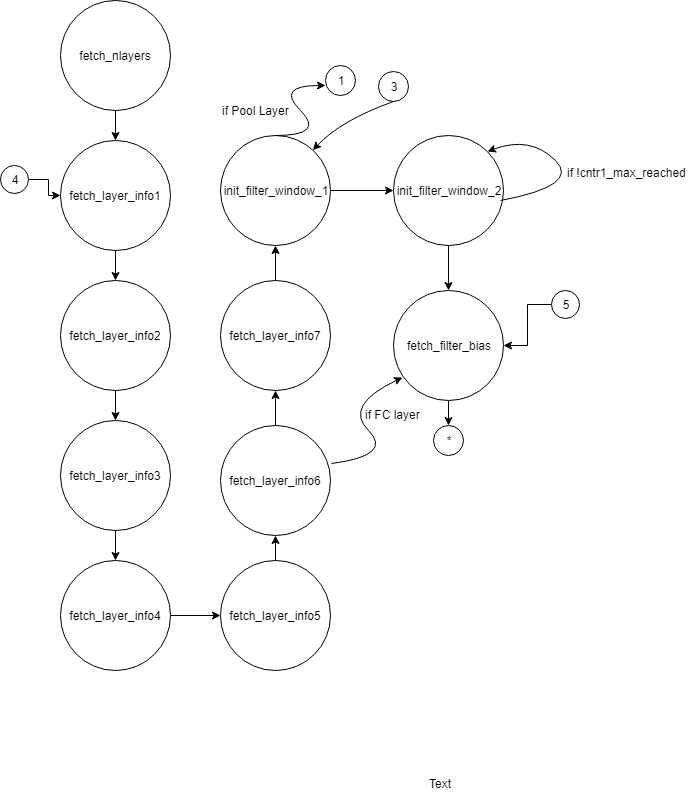 fetch_nlayers
1
3
if Pool Layer
4
fetch_layer_info1
init_filter_window_1
init_filter_window_2
if !cntr1_max_reached
5
fetch_layer_info2
fetch_layer_info7
fetch_filter_bias
if FC layer
*
fetch_layer_info3
fetch_layer_info6
fetch_layer_info4
fetch_layer_info5
Text